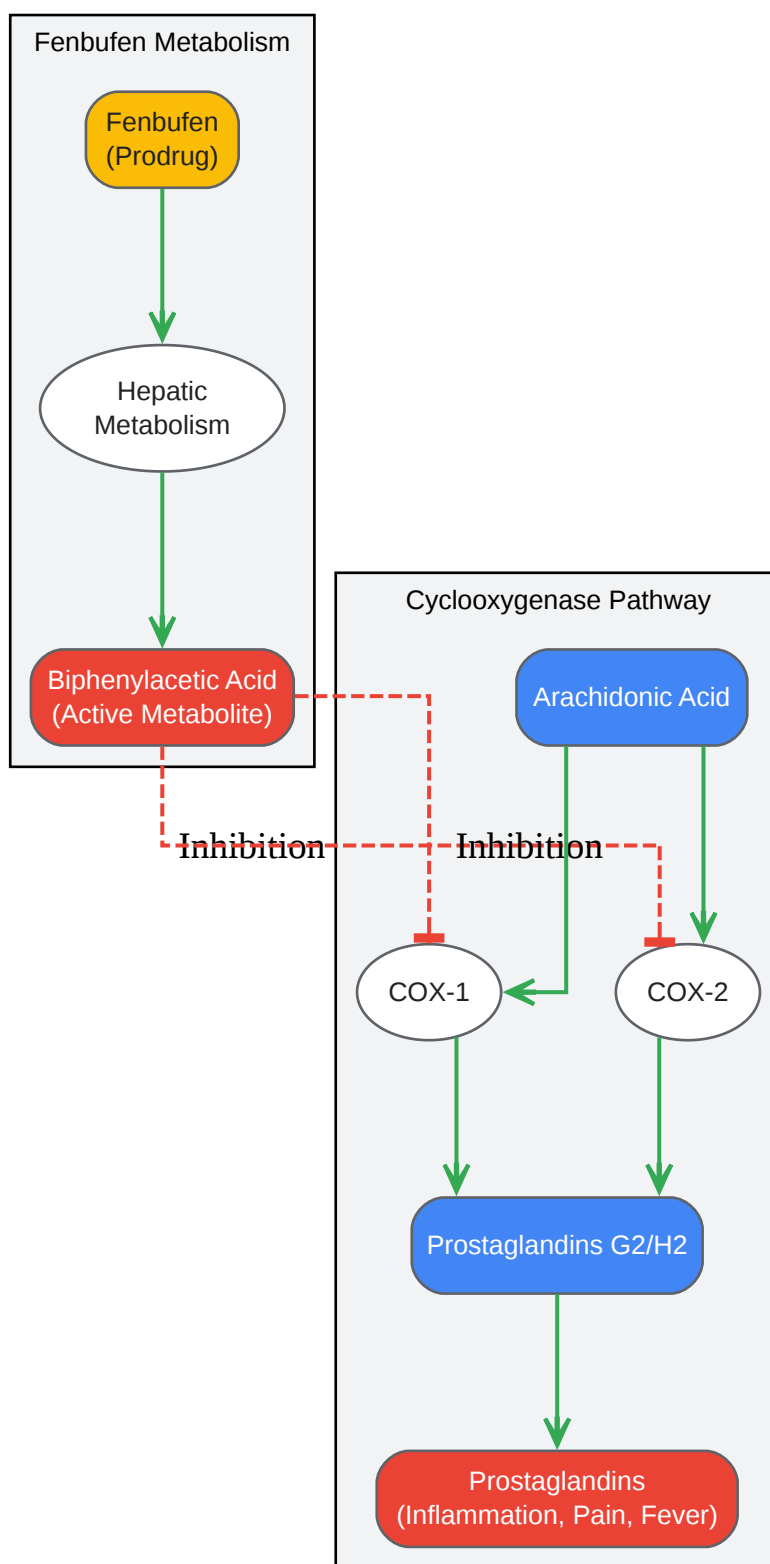 Fenbufen Metabolism
Fenbufen
(Prodrug)
Hepatic
Metabolism
Biphenylacetic Acid
(Active Metabolite)
Cyclooxygenase Pathway
Arachidonic Acid
Inhibition
Inhibition
COX-1
COX-2
Prostaglandins G2/H2
Prostaglandins
(Inflammation, Pain, Fever)